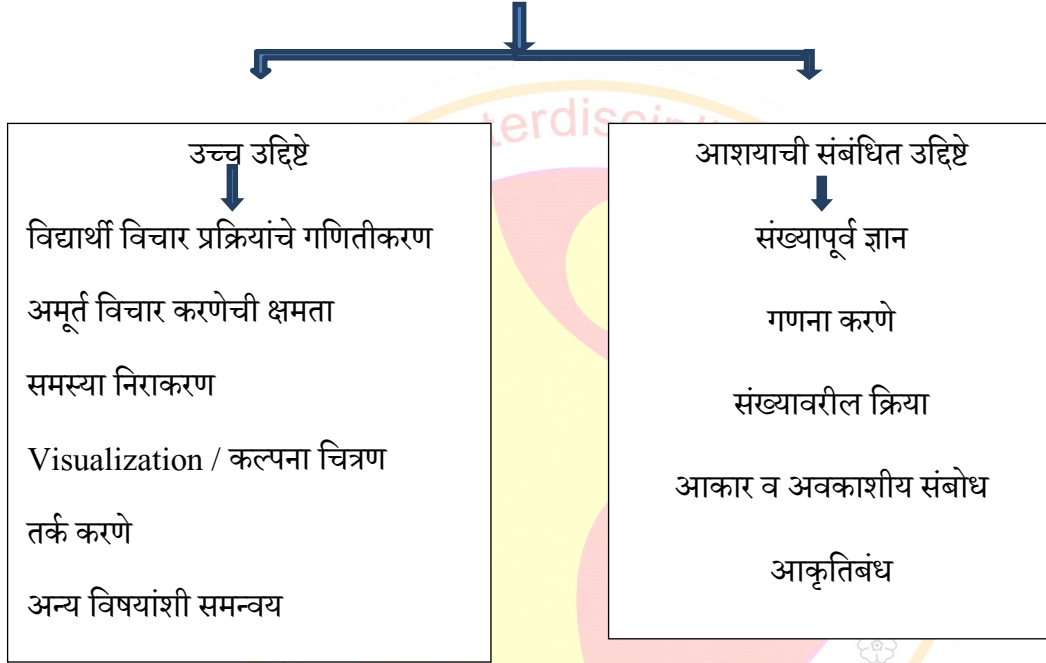 terdiscipli
उच्च उद्दिष्टे
विद्यार्थी विचार प्रक्रियांचे गणितीकरण
अमूर्त विचार करणेची क्षमता
समस्या निराकरण
Visualization / कल्पना चित्रण
तर्क करणे
अन्य विषयांशी समन्वय
आशयाची संबंधित उद्दिष्टे
संख्यापूर्व ज्ञान
गणना करणे
संख्यावरील क्रिया
आकार व अवकाशीय संबोध
आकृतिबंध